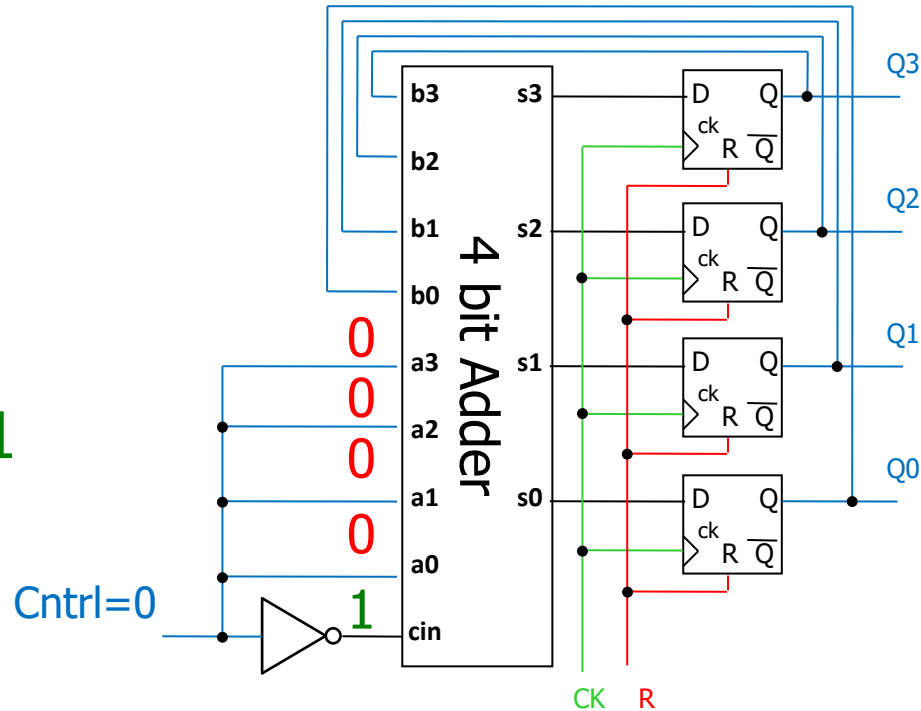 Q3
b3 s3 D Q
ck
R Q
b2
Q2
b1 s2 D Q
ck
R Q
b0
0
a3 s1 D Q
Q1
0
ck
R Q
1
a2
0
a1 s0 D Q
Q0
0
ck
R Q
a0
Cntrl=0
1
cin
4 bit Adder
CK R